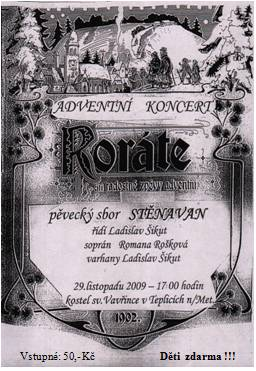 ADVENTNÍ KONCERT
Roráte
pěvecký sbor STĚNAVAN
řídí Ladislav Šikut
soprán Romana Rošková
varhany Ladislav Šikut
29.listopadu 2009 – 17:00 hodin
kostel sv.Vavřince v Teplicích n/Met.
1902.
Vstupné: 50,-Kč Děti zdarma !!!